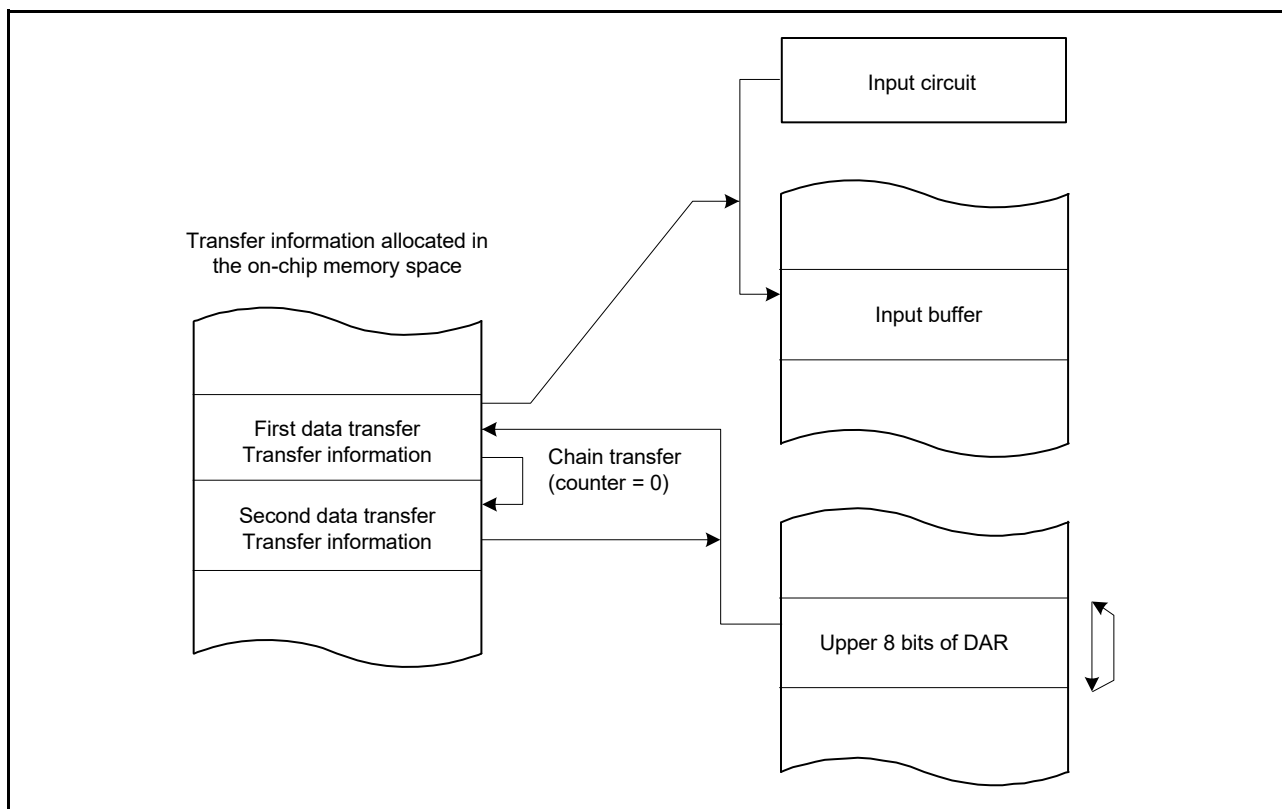 Input circuit
Transfer information allocated in
the on-chip memory space
Input buffer
First data transfer
Transfer information
Chain transfer
(counter = 0)
Second data transfer
Transfer information
Upper 8 bits of DAR